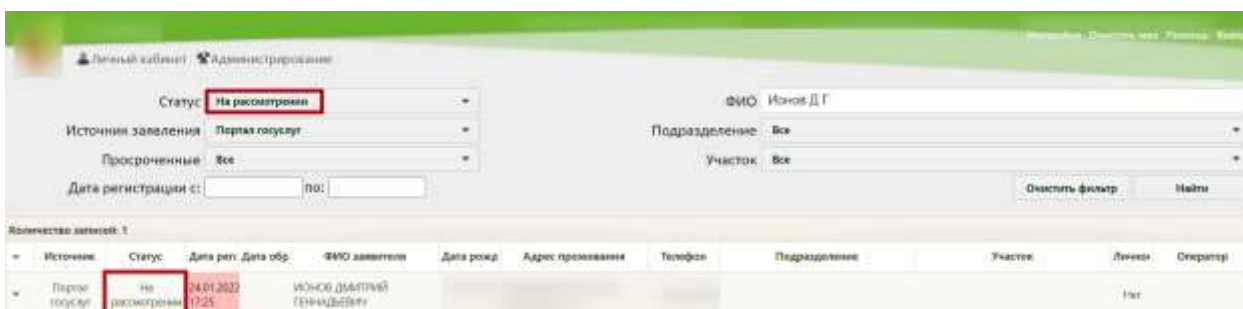 Личный кабинет Администрирование
Статус На рассмотрении ФИО Ионов Д Г
Источник заявления Портал госуслуг Подразделение Все
Просроченные Все Участок Все
Дата регистрации с: по: Очистить фильтр Найти
Количество записей: 1
Источник Статус Дата рег Дата обр ФИО заявителя Дата рожд Адрес проживания Телефон Подразделение Участок Оператор
Портал На 24.01.2022 ИОНОВ ДМИТРИЙ Нет
госуслуг рассмотрении 17:25 ГЕННАДЬЕВИЧ